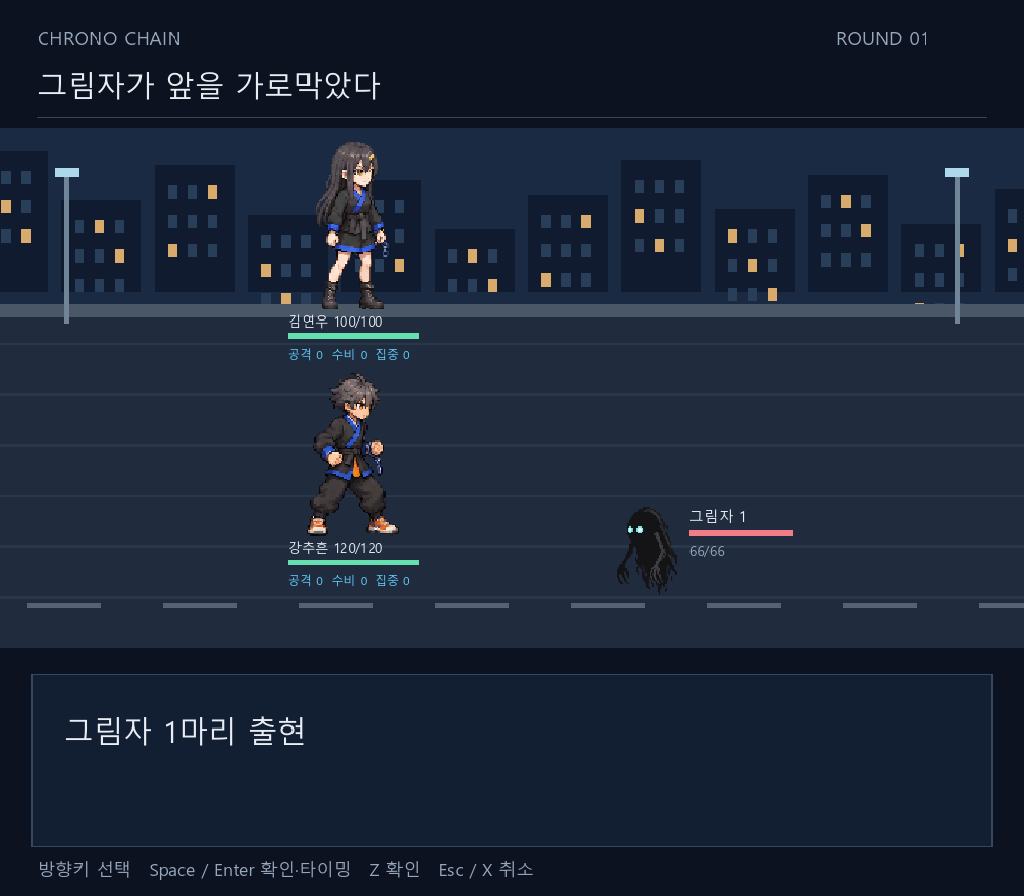 CHRONO CHAIN
ROUND 01
그림자가 앞을 가로막았다
김연우 100/100
공격 0 수비 0 집중 0
강추흔 120/120
공격 0 수비 0 집중 0
그림자 1
66/66
그림자 1마리 출현
방향키 선택 Space / Enter 확인·타이밍 Z 확인 Esc / X 취소